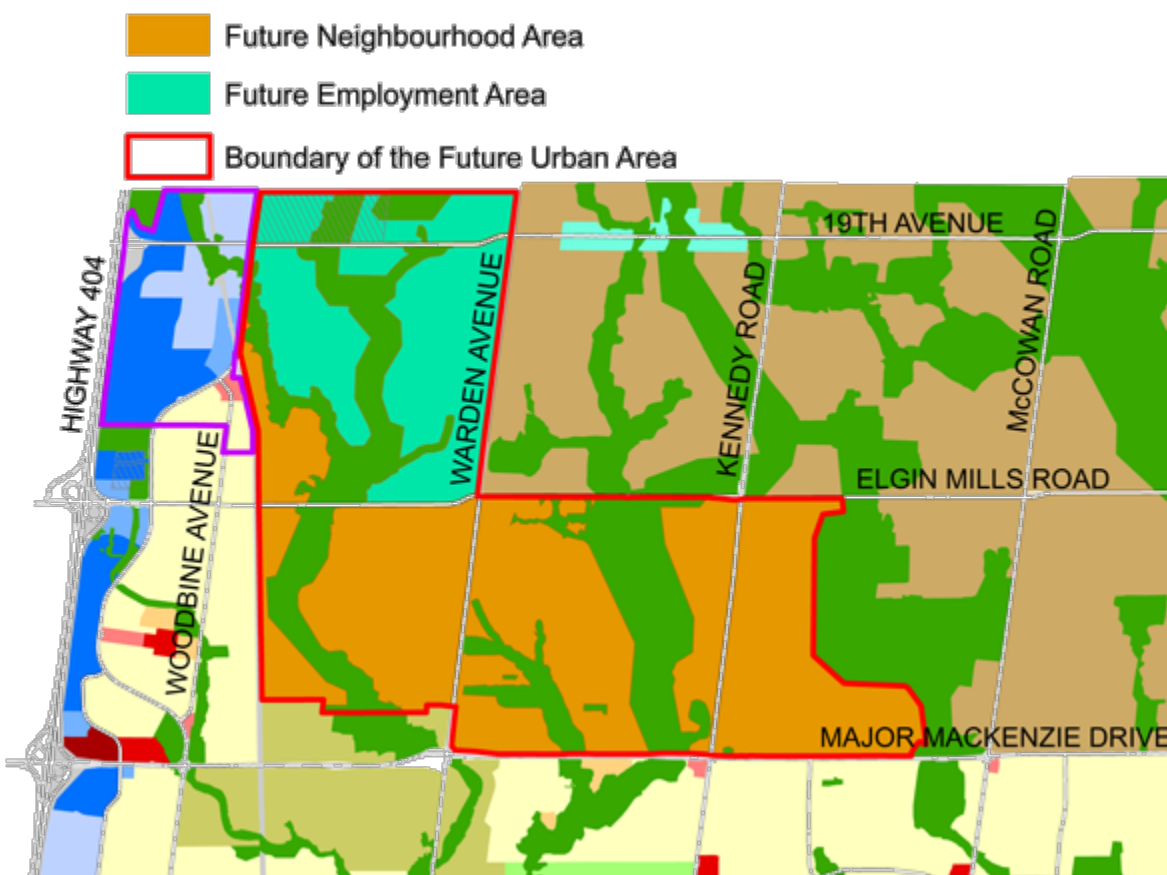 Future Neighbourhood Area
Future Employment Area
Boundary of the Future Urban Area
19TH AVENUE
HIGHWAY 404
WARDEN AVENUE
KENNEDY ROAD
McCOWAN ROAD
ELGIN MILLS ROAD
WOODBINE AVENUE
MAJOR MACKENZIE DRIVE